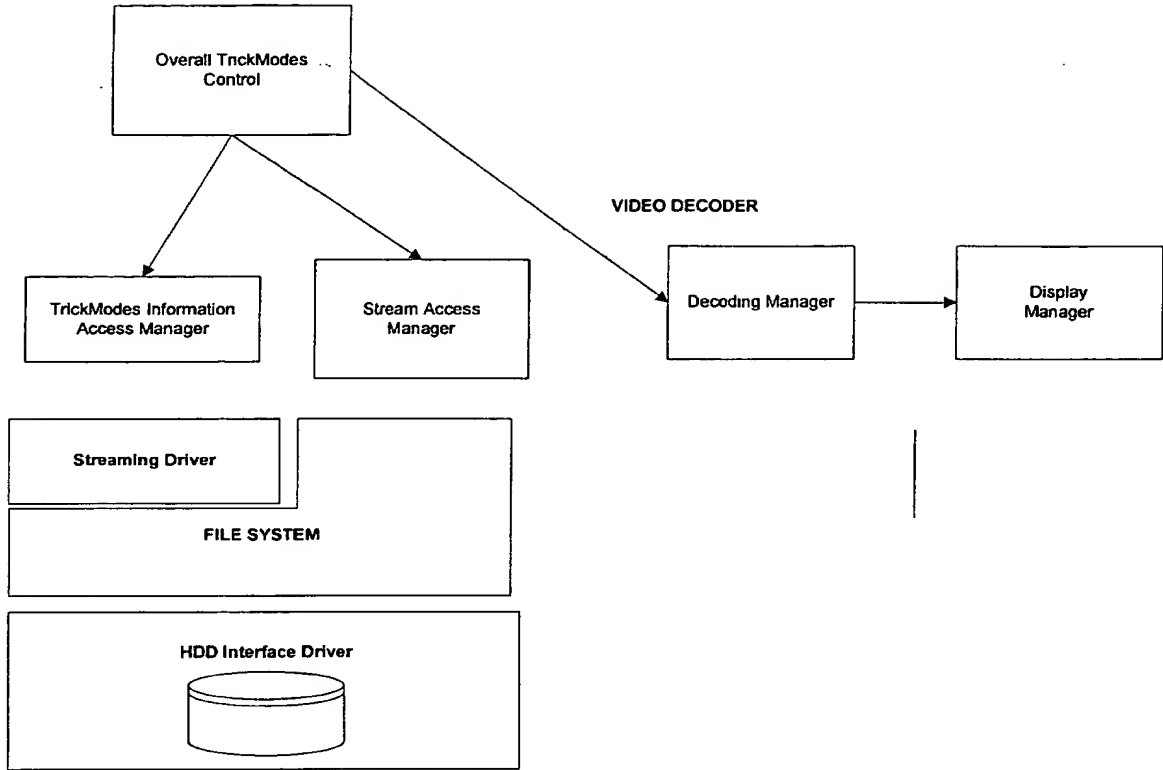 Overall TrickModes
Control
VIDEO DECODER
TrickModes Information
Access Manager
Stream Access
Manager
Decoding Manager
Display
Manager
Streaming Driver
FILE SYSTEM
HDD Interface Driver